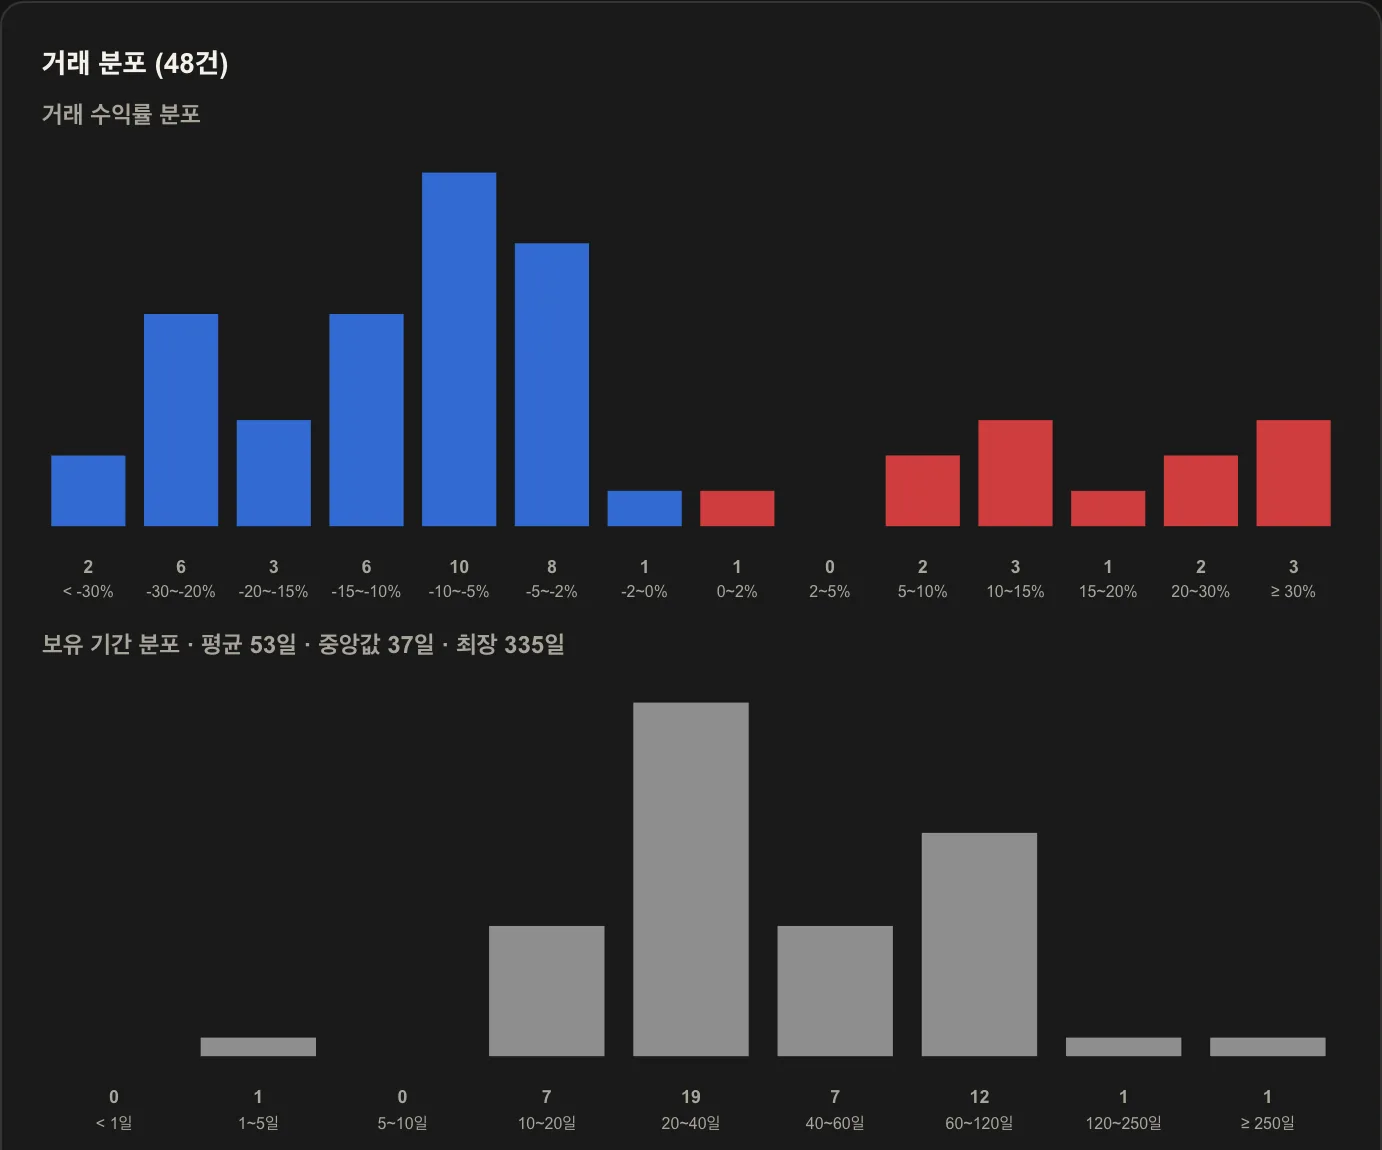 거래 분포 (48건)
거래 수익률 분포
2 6 3 6 10 8 1 1 0 2 3 1 2 3
< -30% -30~-20% -20~-15% -15~-10% -10~-5% -5~-2% -2~0% 0~2% 2~5% 5~10% 10~15% 15~20% 20~30% ≥ 30%
보유 기간 분포 · 평균 53일 · 중앙값 37일 · 최장 335일
0 1 0 7 19 7 12 1 1
< 1일 1~5일 5~10일 10~20일 20~40일 40~60일 60~120일 120~250일 ≥ 250일